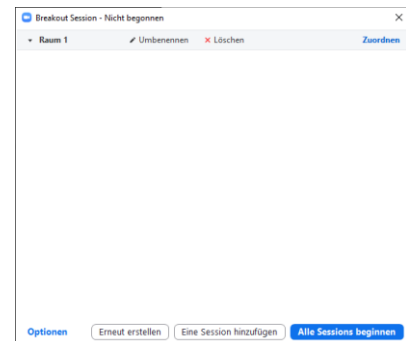 Breakout Session - Nicht begonnen
Raum 1 Umbenennen Löschen Zuordnen
Optionen Erneut erstellen Eine Session hinzufügen Alle Sessions beginnen